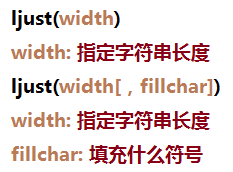 ljust(width)
width: 指定字符串长度
ljust(width[ , fillchar])
width: 指定字符串长度
fillchar: 填充什么符号